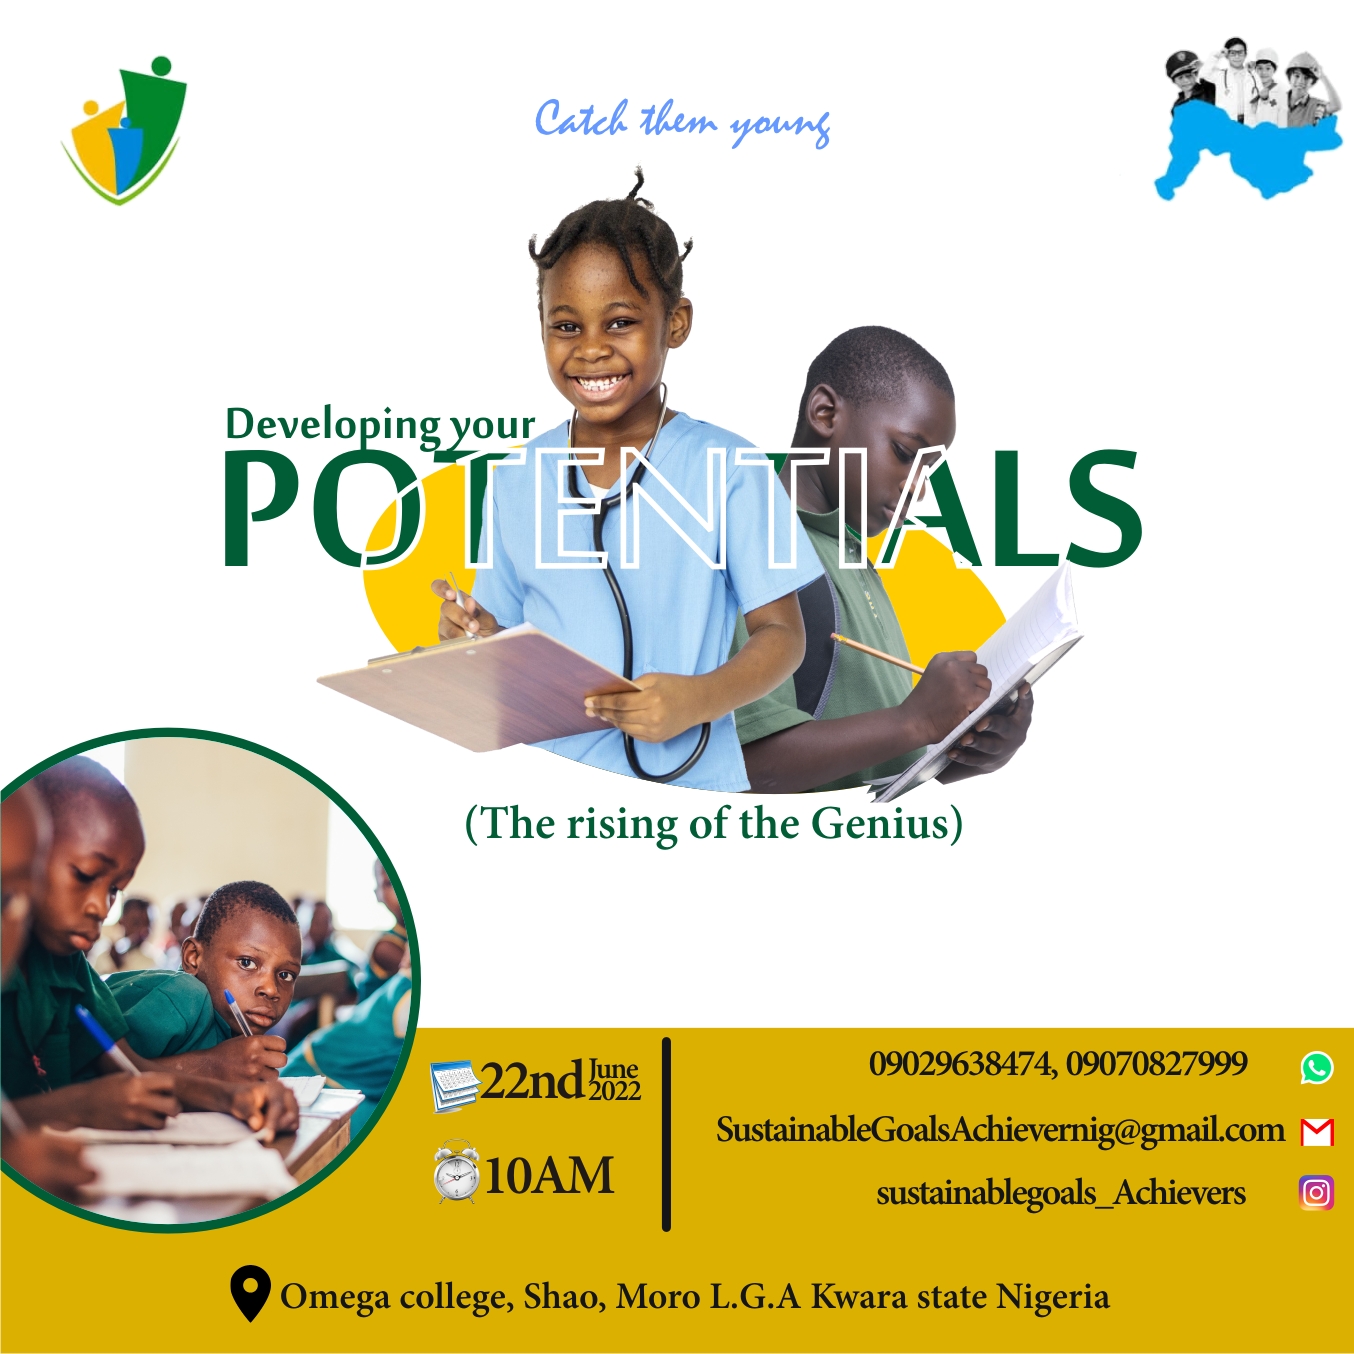 Catch them young
Developing your
POTENTIALS
(The rising of the Genius)
22nd June 2022
10AM
09029638474, 09070827999
SustainableGoalsAchievernig@gmail.com
sustainablegoals_Achievers
Omega college, Shao, Moro L.G.A Kwara state Nigeria